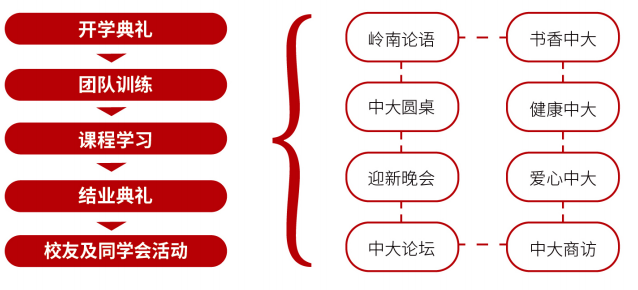 开学典礼
团队训练
课程学习
结业典礼
校友及同学会活动
岭南论语
书香中大
中大圆桌
健康中大
迎新晚会
爱心中大
中大论坛
中大商访